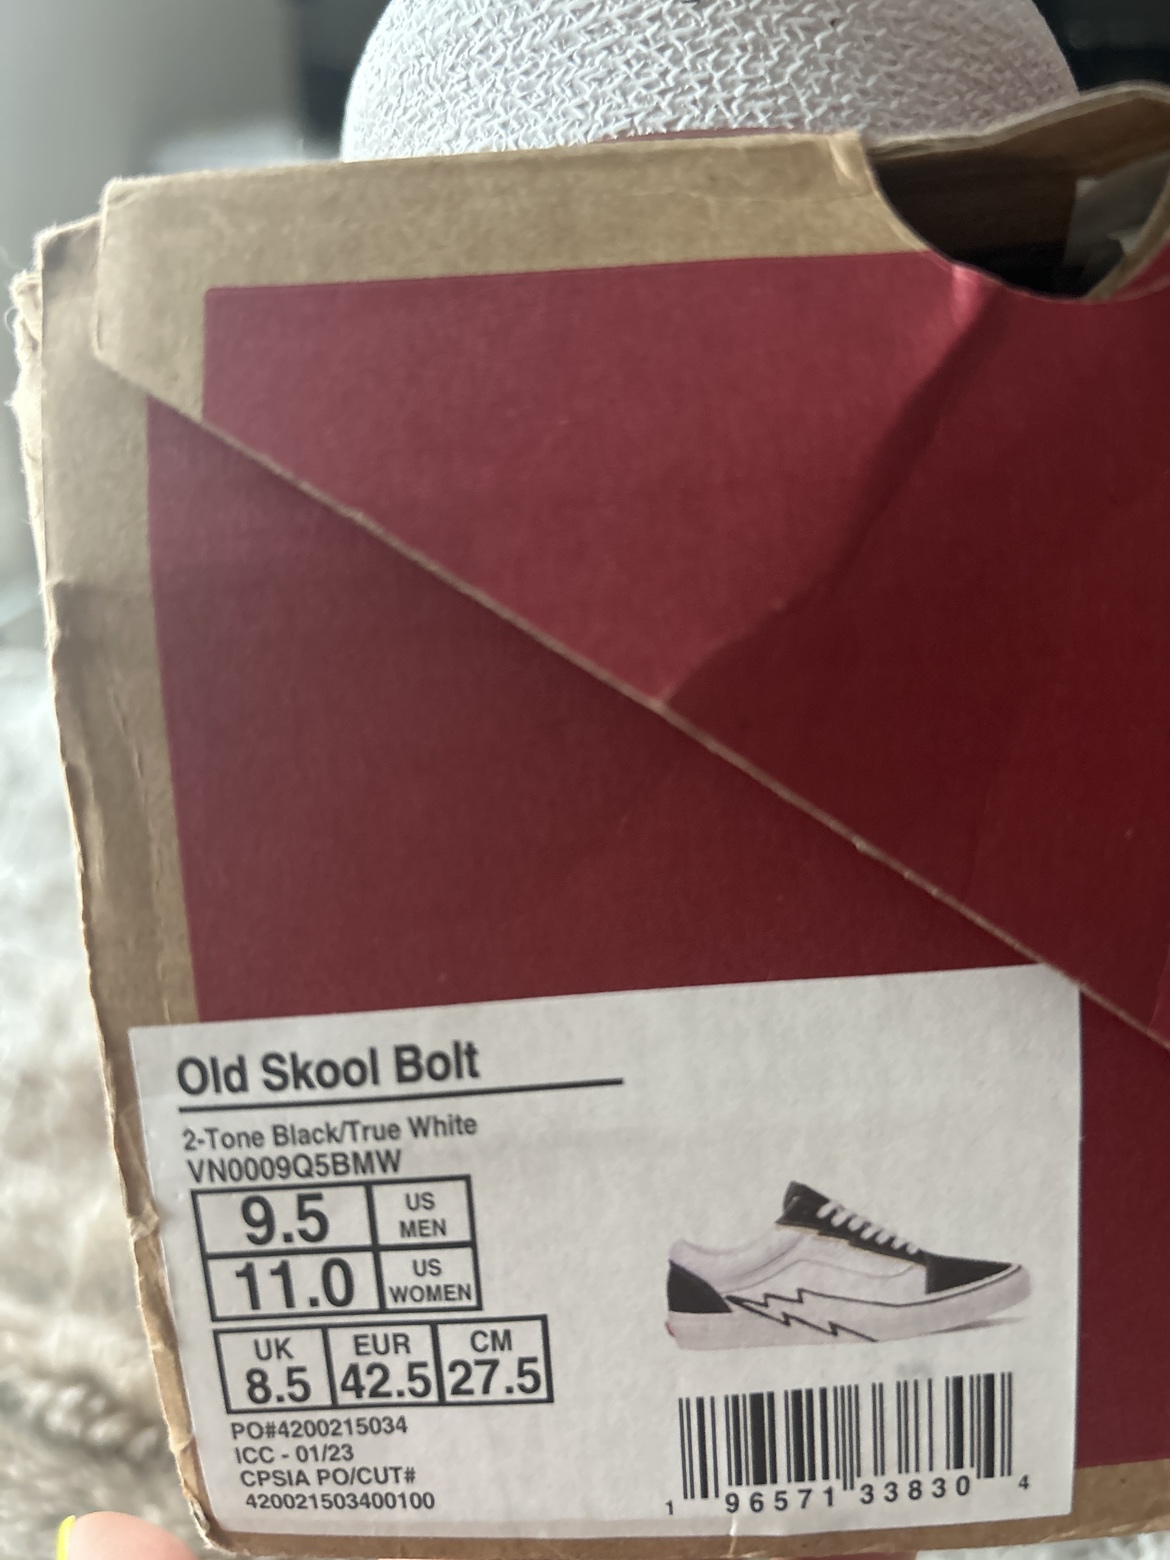 Old Skool Bolt
2-Tone Black/True White
VN0009Q5BMW
9.5 US MEN
11.0 US WOMEN
UK EUR CM
8.5 42.5 27.5
PO#4200215034
ICC - 01/23
CPSIA PO/CUT#
420021503400100
1 96571 33830 4